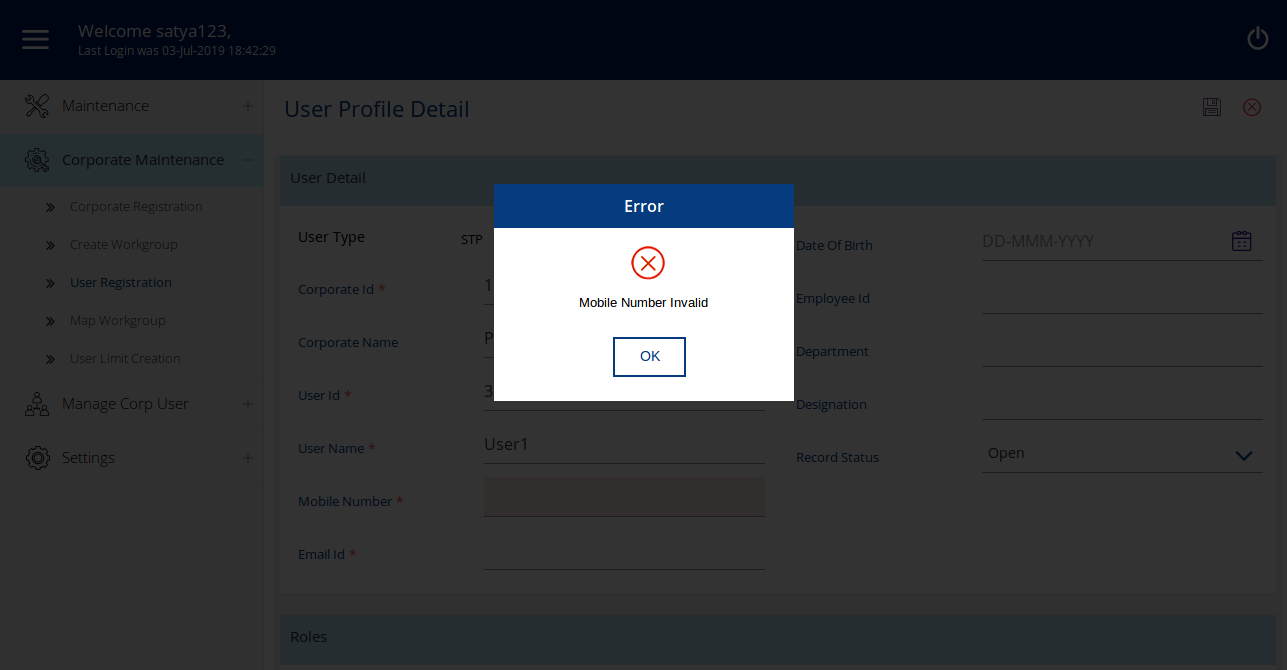 Welcome satya123,
Last Login was 03-Jul-2019 18:42:29
Maintenance +
Corporate Maintenance −
Corporate Registration
Create Workgroup
User Registration
Map Workgroup
User Limit Creation
Manage Corp User +
Settings +
User Profile Detail
User Detail
User Type STP
Corporate Id * 1
Corporate Name P
User Id * 3
User Name * User1
Mobile Number *
Email Id *
Date Of Birth DD-MMM-YYYY
Employee Id
Department
Designation
Record Status Open
Roles
Error
Mobile Number Invalid
OK